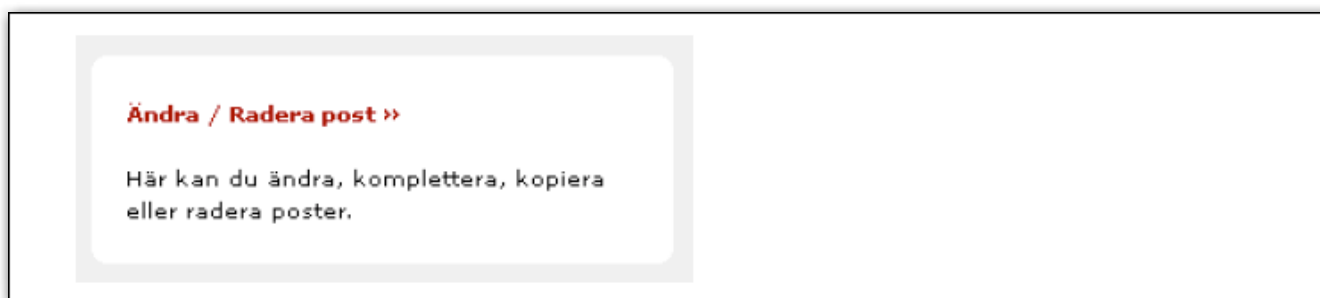 Ändra / Radera post ››
Här kan du ändra, komplettera, kopiera
eller radera poster.